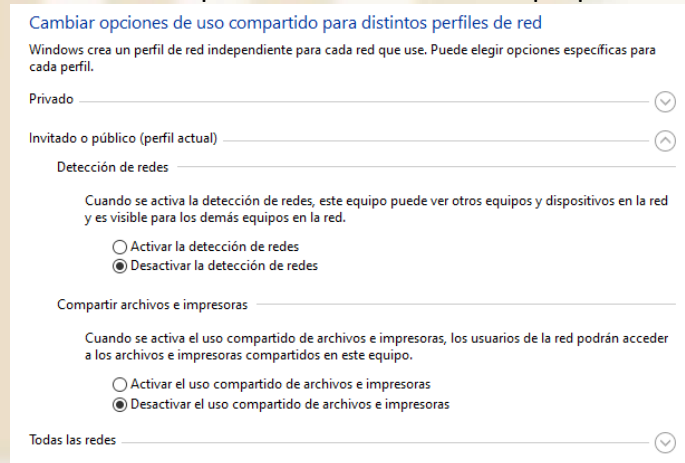 Cambiar opciones de uso compartido para distintos perfiles de red
Windows crea un perfil de red independiente para cada red que use. Puede elegir opciones específicas para
cada perfil.
Privado
Invitado o público (perfil actual)
Detección de redes
Cuando se activa la detección de redes, este equipo puede ver otros equipos y dispositivos en la red
y es visible para los demás equipos en la red.
Activar la detección de redes
Desactivar la detección de redes
Compartir archivos e impresoras
Cuando se activa el uso compartido de archivos e impresoras, los usuarios de la red podrán acceder
a los archivos e impresoras compartidos en este equipo.
Activar el uso compartido de archivos e impresoras
Desactivar el uso compartido de archivos e impresoras
Todas las redes